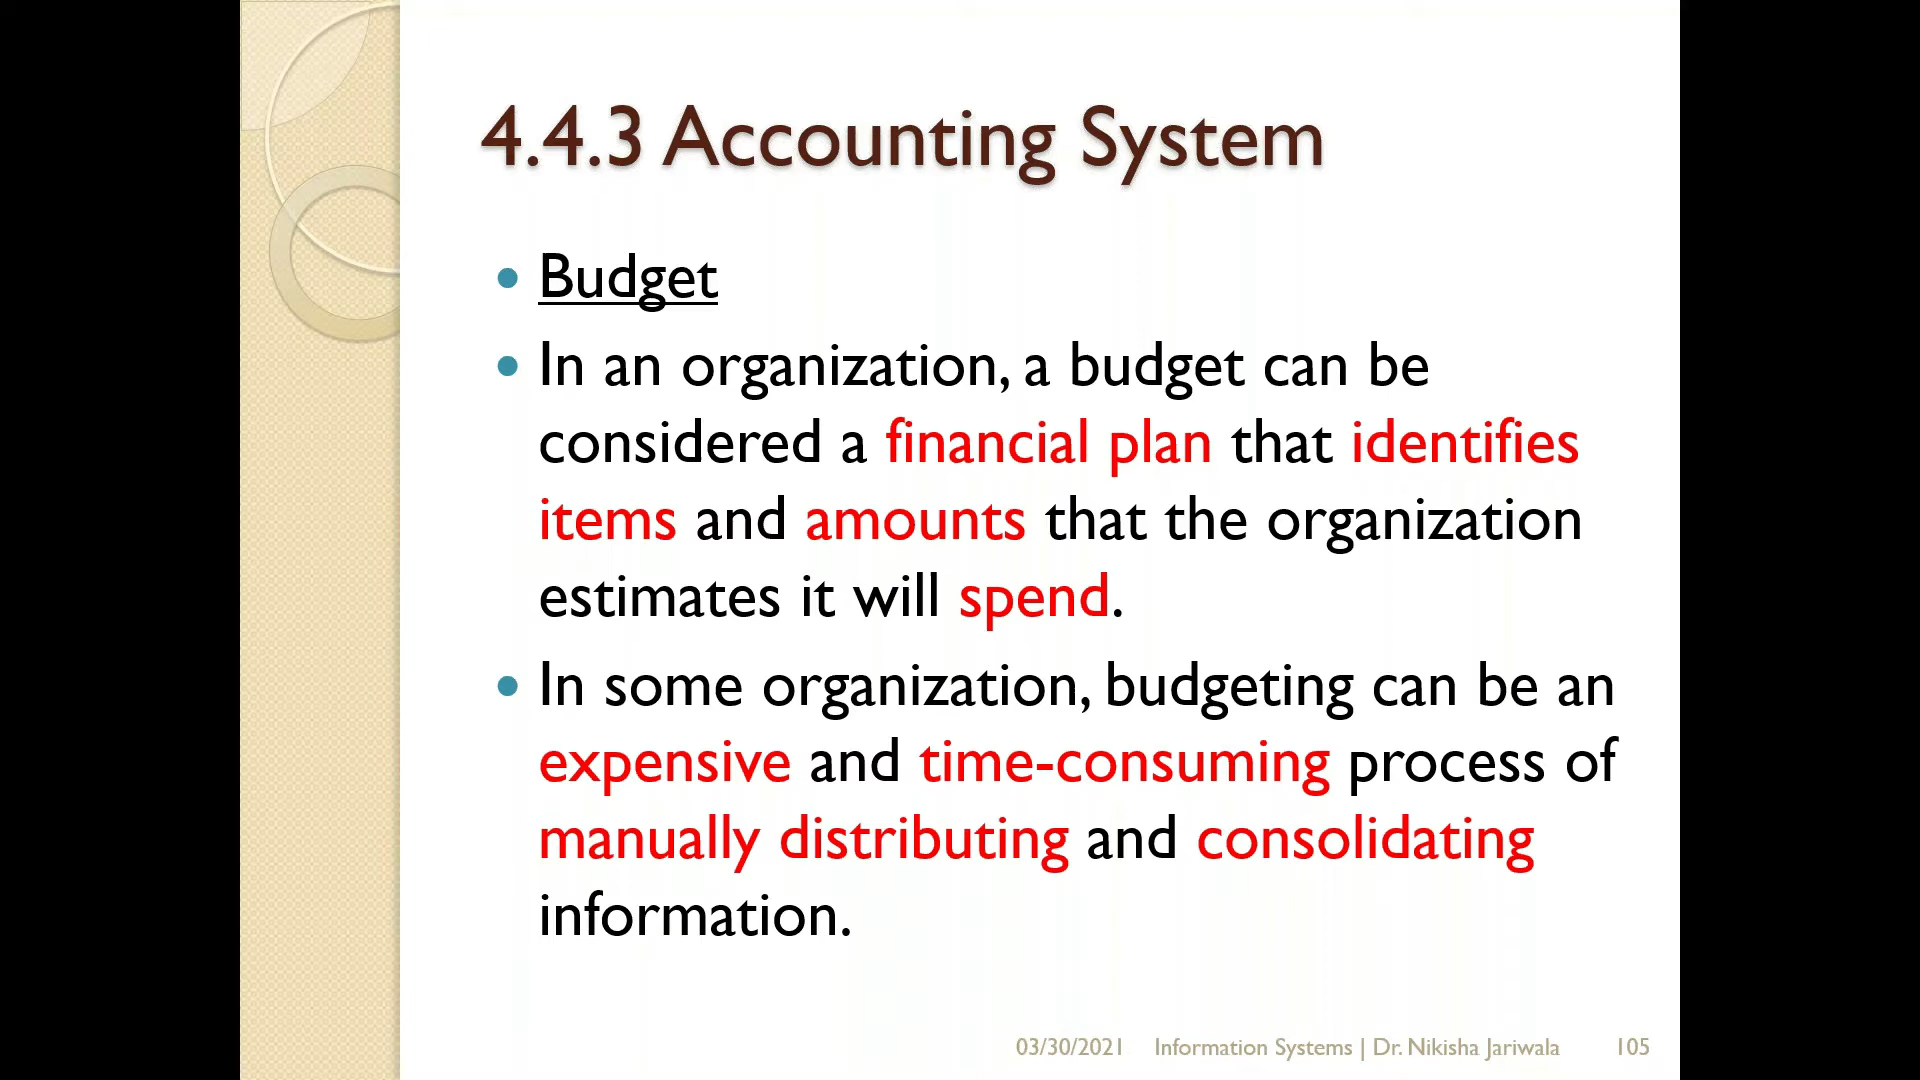 4.4.3 Accounting System
• Budget
• In an organization, a budget can be
considered a financial plan that identifies
items and amounts that the organization
estimates it will spend.
• In some organization, budgeting can be an
expensive and time-consuming process of
manually distributing and consolidating
information.
03/30/2021 Information Systems | Dr. Nikisha Jariwala 105